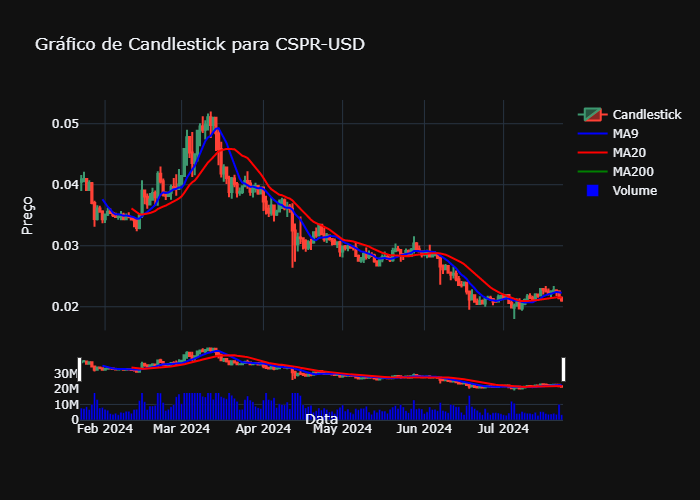 Gráfico de Candlestick para CSPR-USD
Candlestick
MA9
MA20
MA200
Volume
0.05
0.04
0.03
0.02
Preço
30M
20M
10M
0
Data
Feb 2024 Mar 2024 Apr 2024 May 2024 Jun 2024 Jul 2024